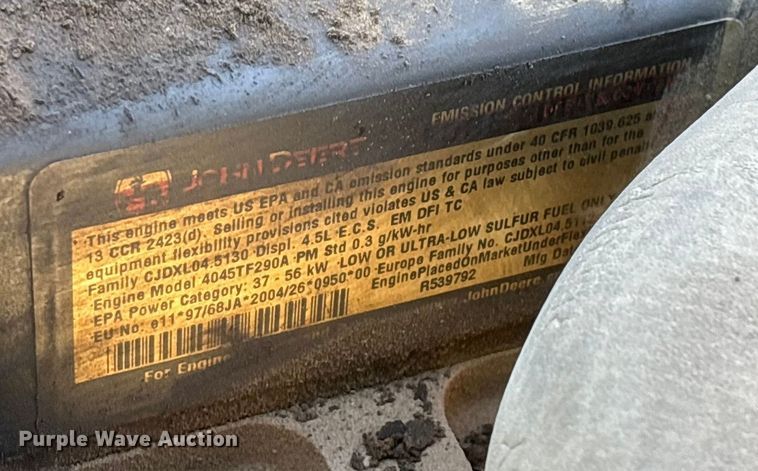 JOHN DEERE
EMISSION CONTROL INFORMATION
This engine meets US EPA and CA emission standards under 40 CFR 1039.625
13 CCR 2423(d). Selling or installing this engine for purposes other than for the
equipment flexibility provisions cited violates US & CA law subject to civil
Family CJDXL04.5130 Displ. 4.5L E.C.S. EM DFI TC
Engine Model 4045TF290A PM Std 0.3 g/kW-hr
EPA Power Category: 37 - 56 kW LOW OR ULTRA-LOW SULFUR FUEL ONLY
EU No: e11*97/68JA*2004/26*0950*00 Europe Family No.
EnginePlacedOnMarketUnderFlex
R539792
Mfg
JohnDeere
For Engine
Purple Wave Auction